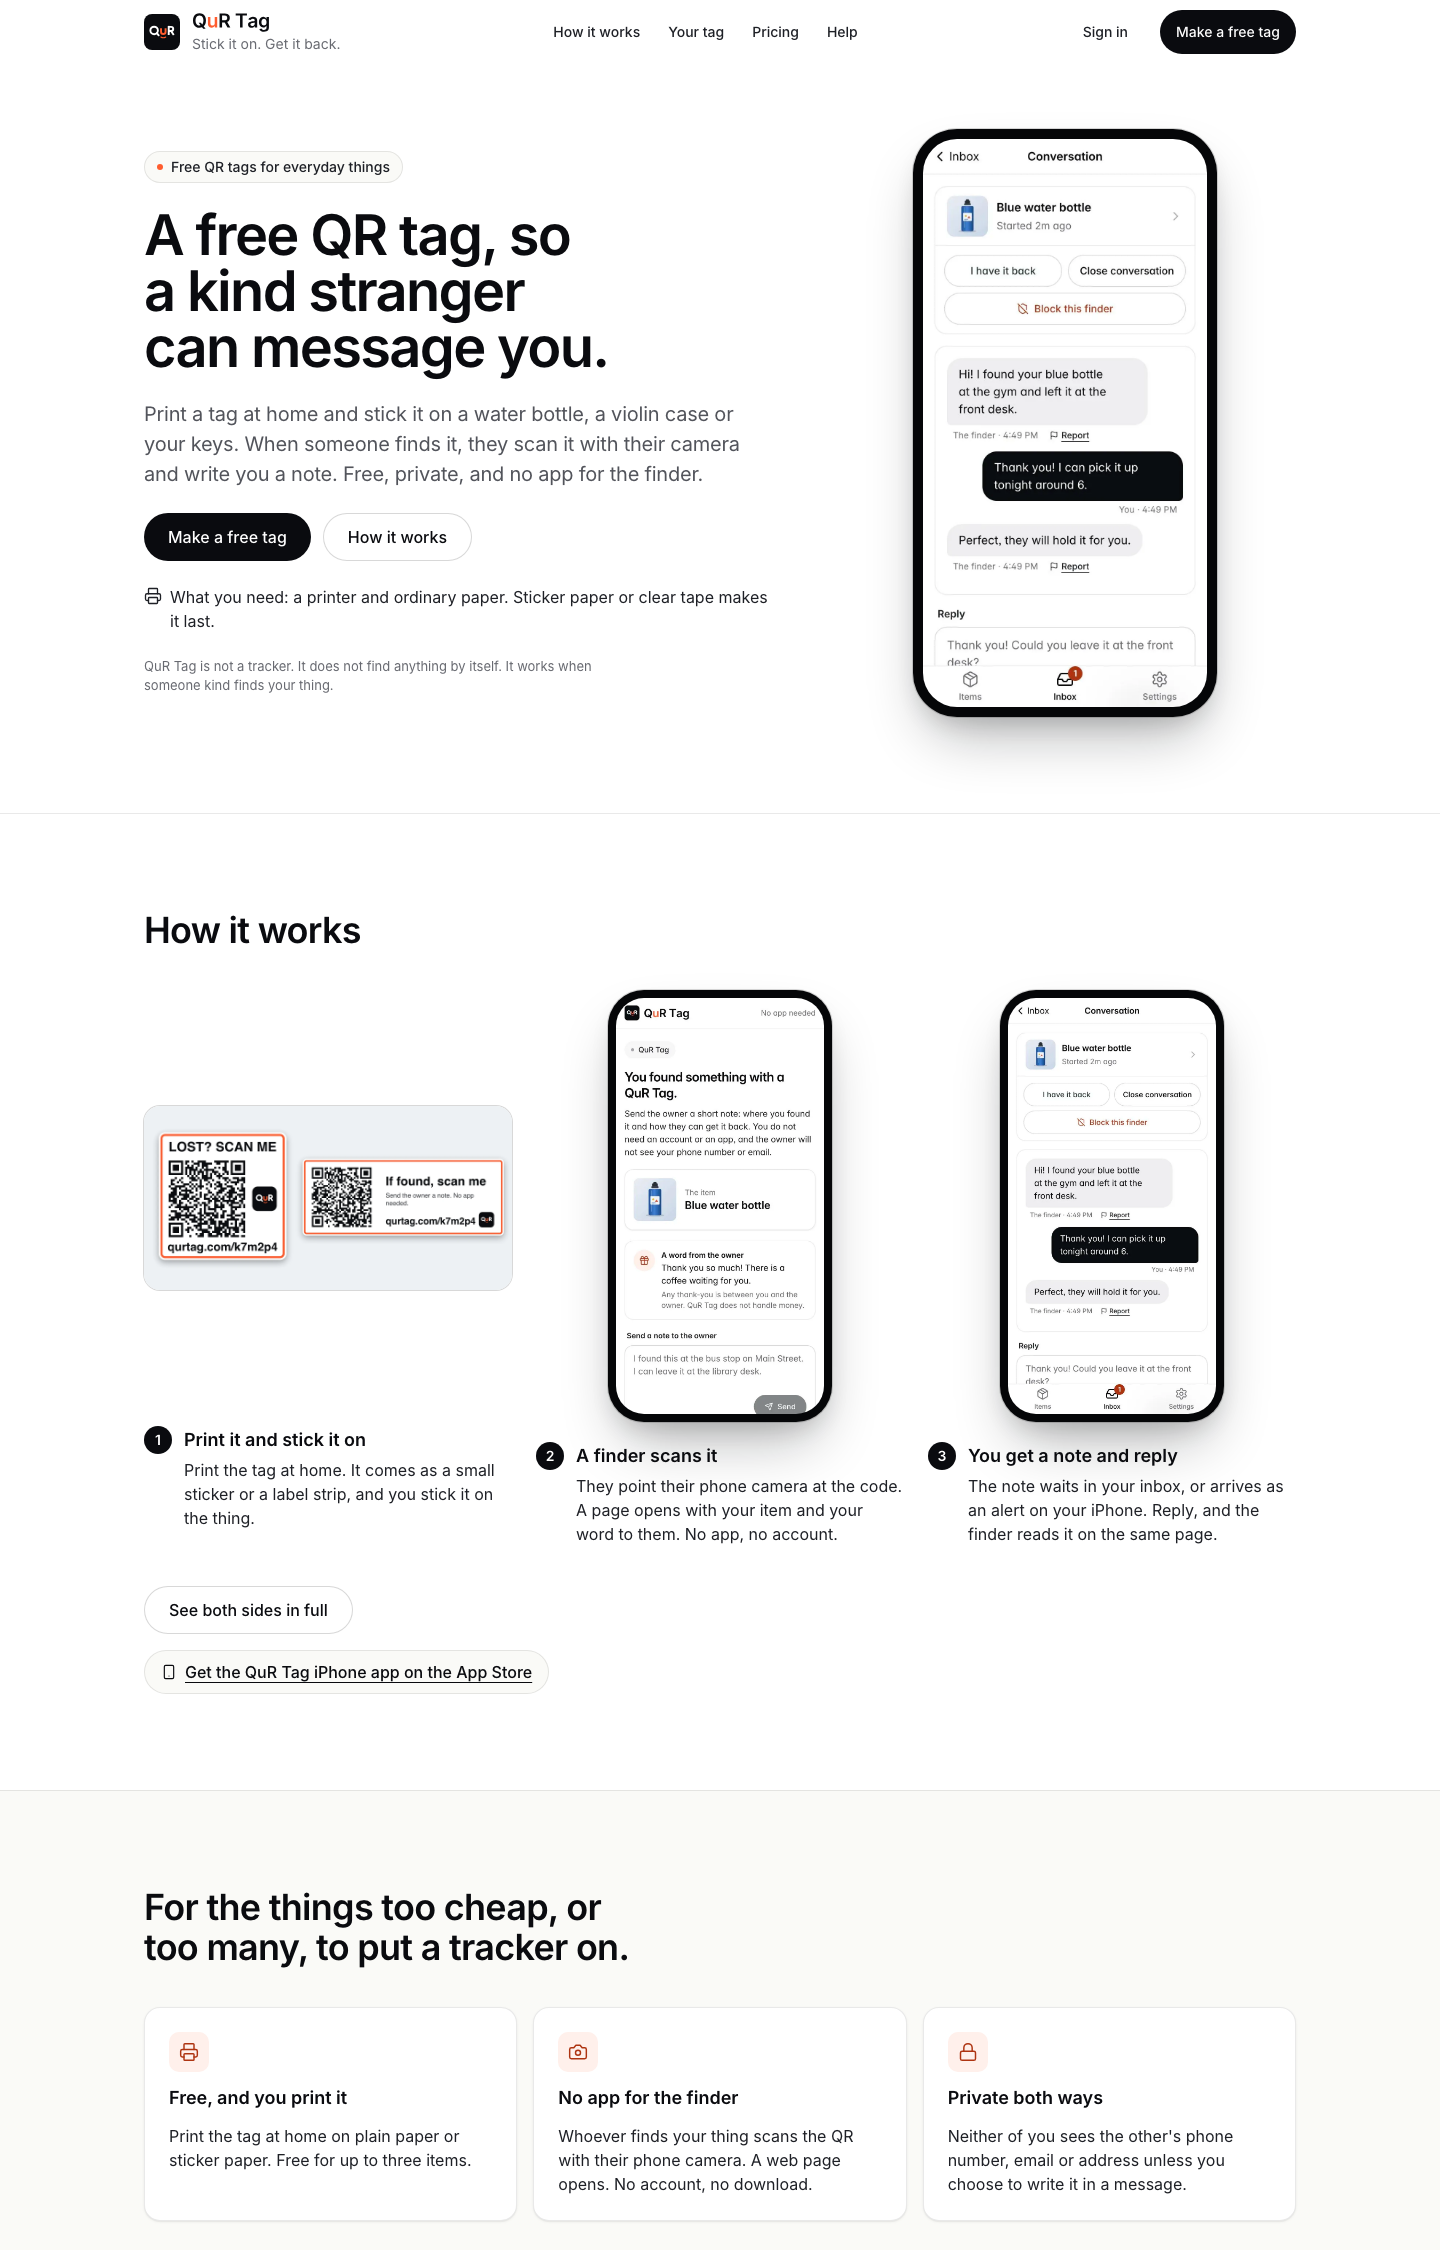 QuR
QuR Tag
Stick it on. Get it back.
How it works
Your tag
Pricing
Help
Sign in
Make a free tag
Free QR tags for everyday things
A free QR tag, so
a kind stranger
can message you.
Print a tag at home and stick it on a water bottle, a violin case or
your keys. When someone finds it, they scan it with their camera
and write you a note. Free, private, and no app for the finder.
Make a free tag
How it works
What you need: a printer and ordinary paper. Sticker paper or clear tape makes
it last.
QuR Tag is not a tracker. It does not find anything by itself. It works when
someone kind finds your thing.
Inbox
Conversation
Blue water bottle
Started 2m ago
I have it back
Close conversation
Block this finder
Hi! I found your blue bottle
at the gym and left it at the
front desk.
The finder · 4:49 PM
Report
Thank you! I can pick it up
tonight around 6.
You · 4:49 PM
Perfect, they will hold it for you.
The finder · 4:49 PM
Report
Reply
Thank you! Could you leave it at the front
desk?
Items
1
Inbox
Settings
How it works
LOST? SCAN ME
QuR
qurtag.com/k7m2p4
If found, scan me
Send the owner a note. No app
needed.
qurtag.com/k7m2p4
QuR
1
Print it and stick it on
Print the tag at home. It comes as a small
sticker or a label strip, and you stick it on
the thing.
QuR
QuR Tag
No app needed
QuR Tag
You found something with a
QuR Tag.
Send the owner a short note: where you found
it and how they can get it back. You do not
need an account or an app, and the owner will
not see your phone number or email.
The item
Blue water bottle
A word from the owner
Thank you so much! There is a
coffee waiting for you.
Any thank-you is between you and the
owner. QuR Tag does not handle money.
Send a note to the owner
I found this at the bus stop on Main Street.
I can leave it at the library desk.
Send
2
A finder scans it
They point their phone camera at the code.
A page opens with your item and your
word to them. No app, no account.
Inbox
Conversation
Blue water bottle
Started 2m ago
I have it back
Close conversation
Block this finder
Hi! I found your blue bottle
at the gym and left it at the
front desk.
The finder · 4:49 PM
Report
Thank you! I can pick it up
tonight around 6.
You · 4:49 PM
Perfect, they will hold it for you.
The finder · 4:49 PM
Report
Reply
Thank you! Could you leave it at the front
desk?
Items
1
Inbox
Settings
3
You get a note and reply
The note waits in your inbox, or arrives as
an alert on your iPhone. Reply, and the
finder reads it on the same page.
See both sides in full
Get the QuR Tag iPhone app on the App Store
For the things too cheap, or
too many, to put a tracker on.
Free, and you print it
Print the tag at home on plain paper or
sticker paper. Free for up to three items.
No app for the finder
Whoever finds your thing scans the QR
with their phone camera. A web page
opens. No account, no download.
Private both ways
Neither of you sees the other's phone
number, email or address unless you
choose to write it in a message.